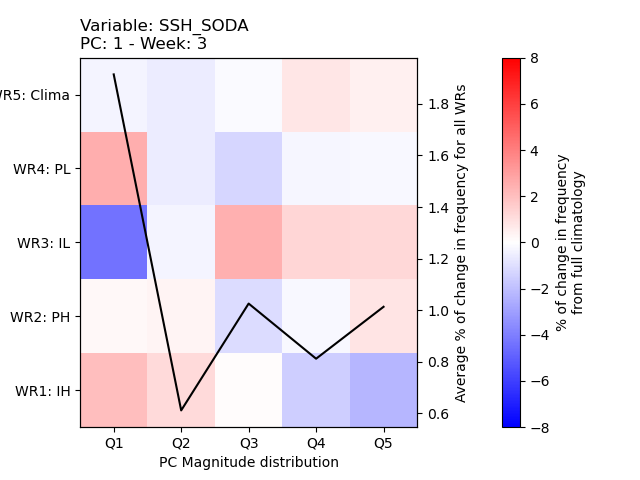 Variable: SSH_SODA
PC: 1 - Week: 3
WR5: Clima
WR4: PL
WR3: IL
WR2: PH
WR1: IH
Q1 Q2 Q3 Q4 Q5
PC Magnitude distribution
1.8
1.6
1.4
1.2
1.0
0.8
0.6
Average % of change in frequency for all WRs
8
6
4
2
0
−2
−4
−6
−8
% of change in frequency
from full climatology